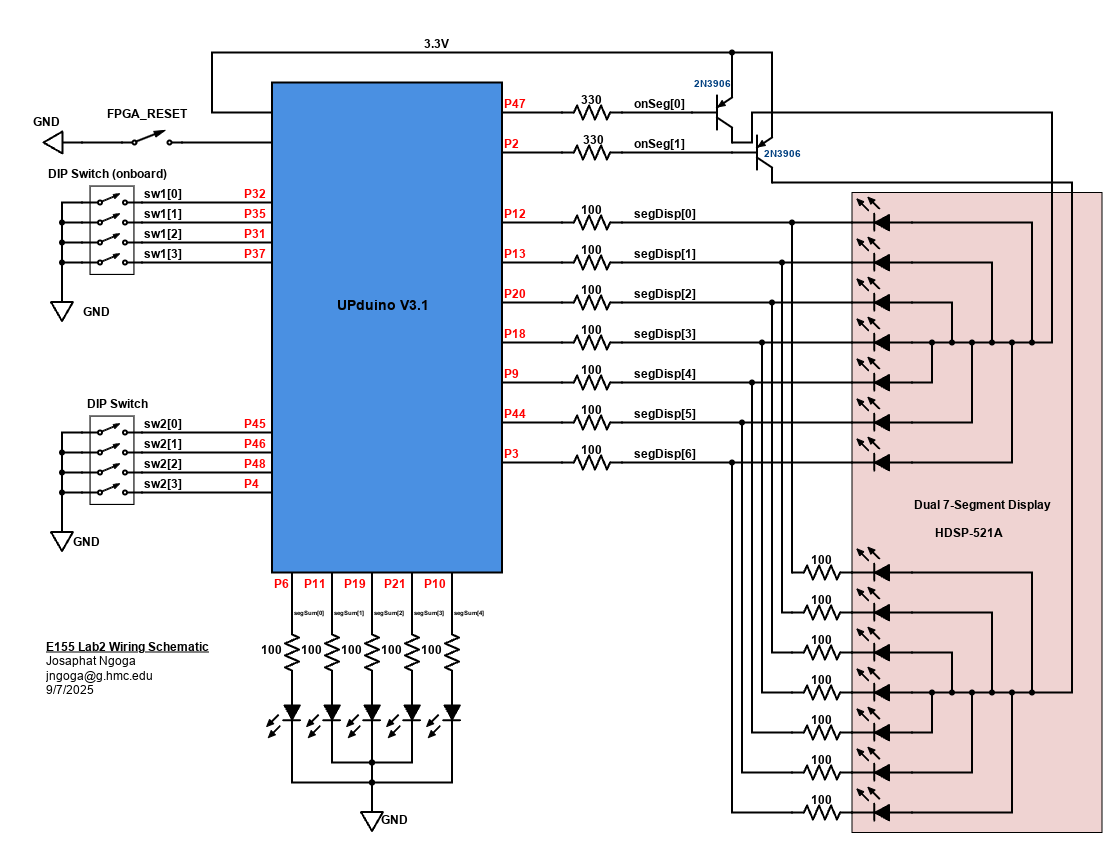 3.3V
2N3906
GND
FPGA_RESET
P47
330
onSeg[0]
P2
330
onSeg[1]
2N3906
DIP Switch (onboard)
sw1[0]
P32
sw1[1]
P35
sw1[2]
P31
sw1[3]
P37
GND
P12
100
segDisp[0]
P13
100
segDisp[1]
P20
100
segDisp[2]
P18
100
segDisp[3]
P9
100
segDisp[4]
P44
100
segDisp[5]
P3
100
segDisp[6]
UPduino V3.1
DIP Switch
sw2[0]
P45
sw2[1]
P46
sw2[2]
P48
sw2[3]
P4
GND
Dual 7-Segment Display
HDSP-521A
100
100
100
100
100
100
100
P6
P11
P19
P21
P10
segSum[0]
segSum[1]
segSum[2]
segSum[3]
segSum[4]
100
100
100
100
100
GND
E155 Lab2 Wiring Schematic
Josaphat Ngoga
jngoga@g.hmc.edu
9/7/2025